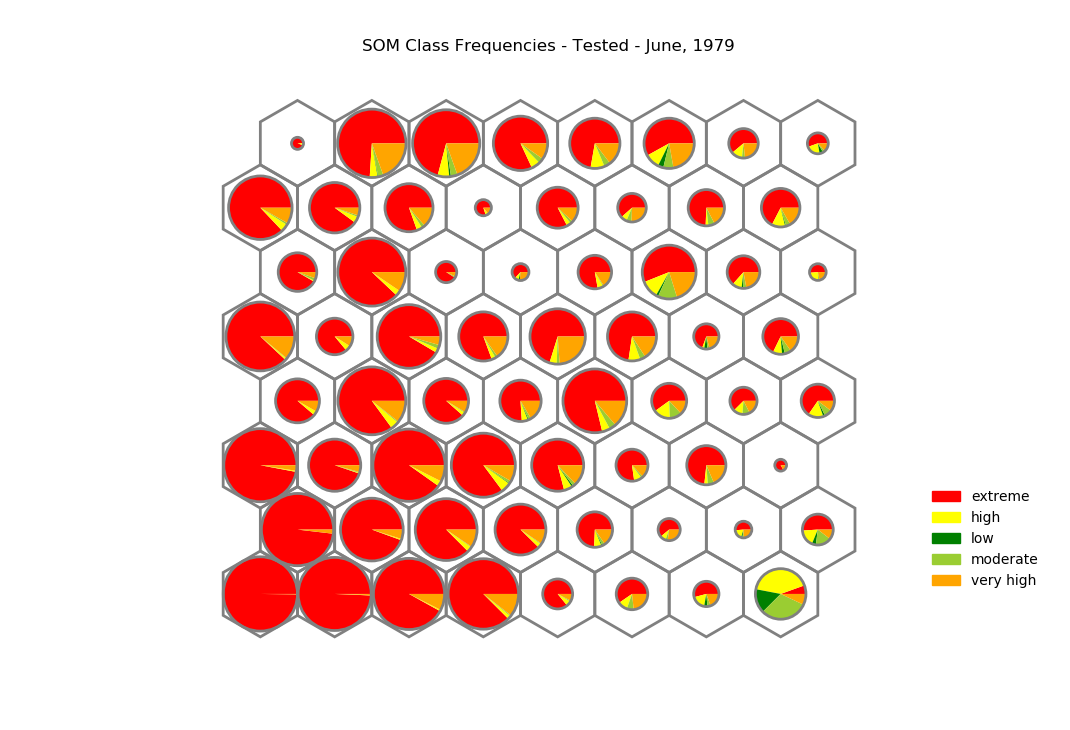 SOM Class Frequencies - Tested - June, 1979
extreme
high
low
moderate
very high